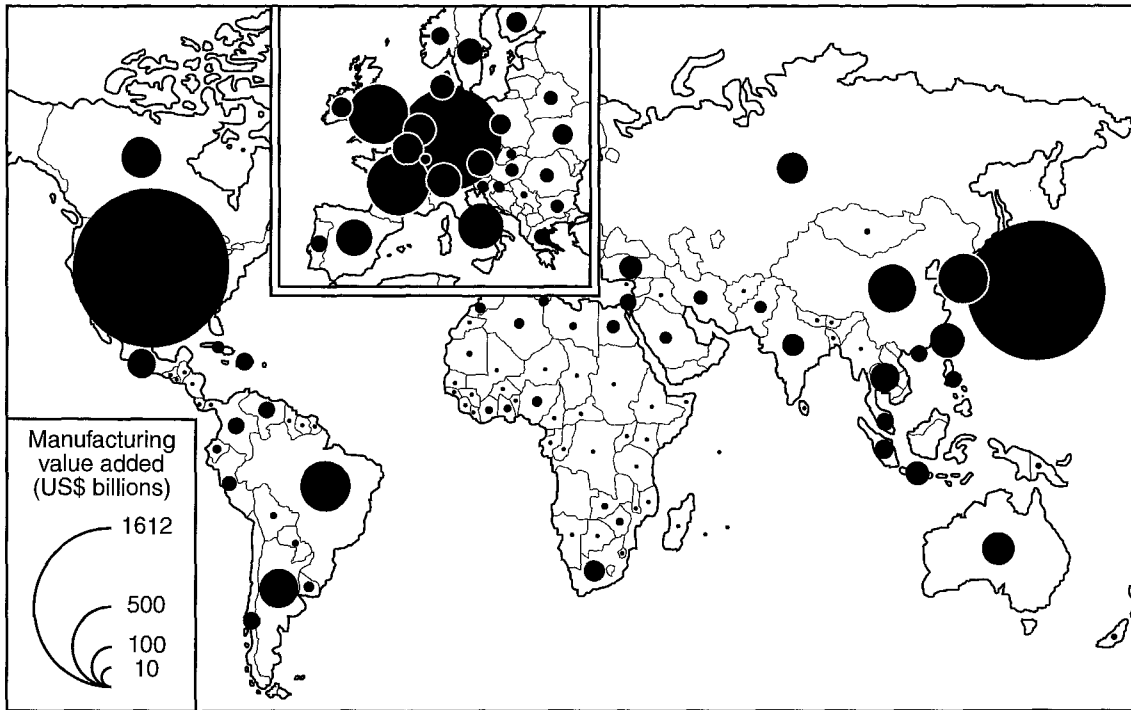 Manufacturing
value added
(US$ billions)
1612
500
100
10